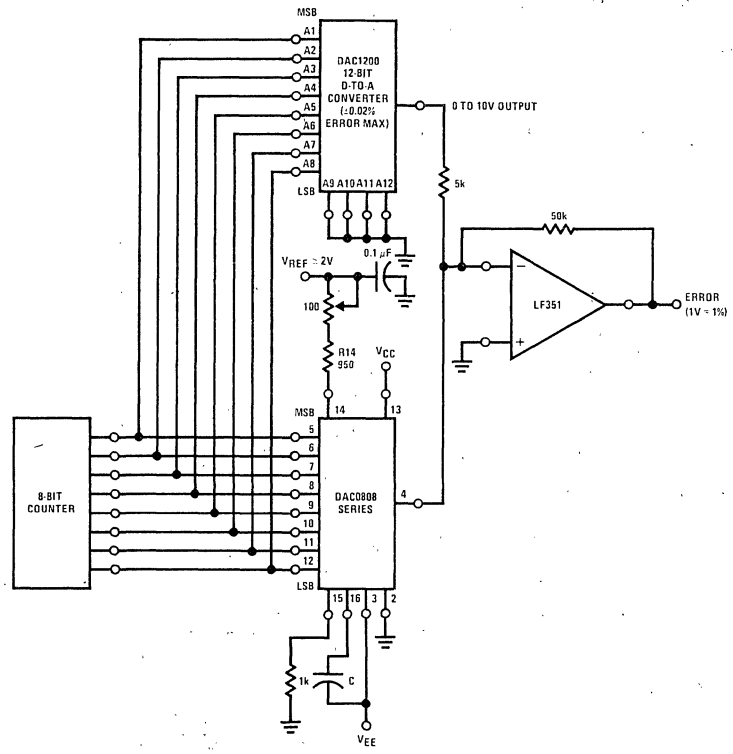 MSB
A1
A2
A3
A4
A5
A6
A7
A8
LSB
DAC1200
12-BIT
D-TO-A
CONVERTER
(±0.02%
ERROR MAX)
A9 A10 A11 A12
0 TO 10V OUTPUT
5k
50k
0.1 µF
VREF = 2V
100
R14
950
VCC
LF351
−
+
ERROR
(1V = 1%)
14
13
MSB
5
6
7
8
9
10
11
12
LSB
8-BIT
COUNTER
DAC0808
SERIES
4
15
16
3
2
1k
C
VEE